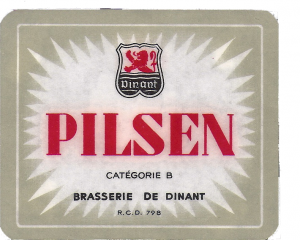 Dinant
PILSEN
CATÉGORIE B
BRASSERIE DE DINANT
R.C.D. 798